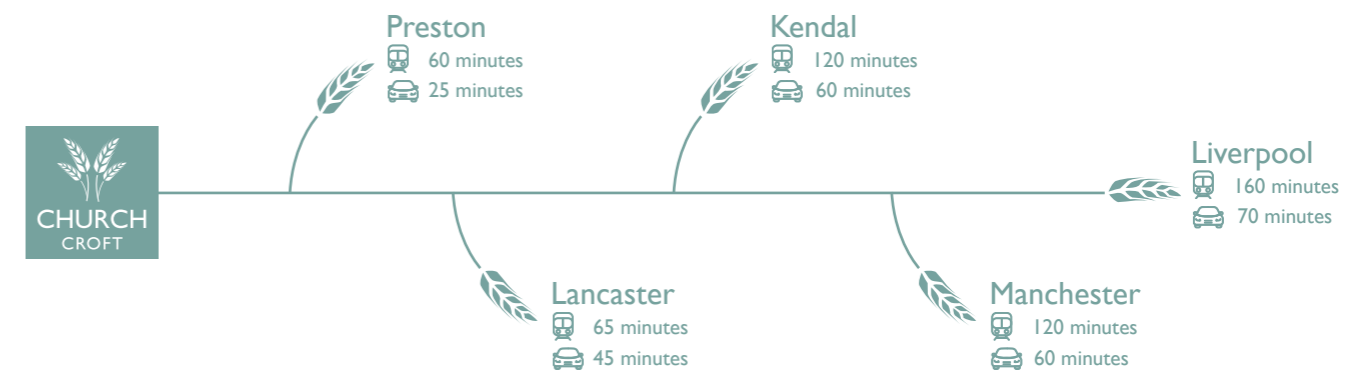 CHURCH
CROFT
Preston
60 minutes
25 minutes
Lancaster
65 minutes
45 minutes
Kendal
120 minutes
60 minutes
Manchester
120 minutes
60 minutes
Liverpool
160 minutes
70 minutes